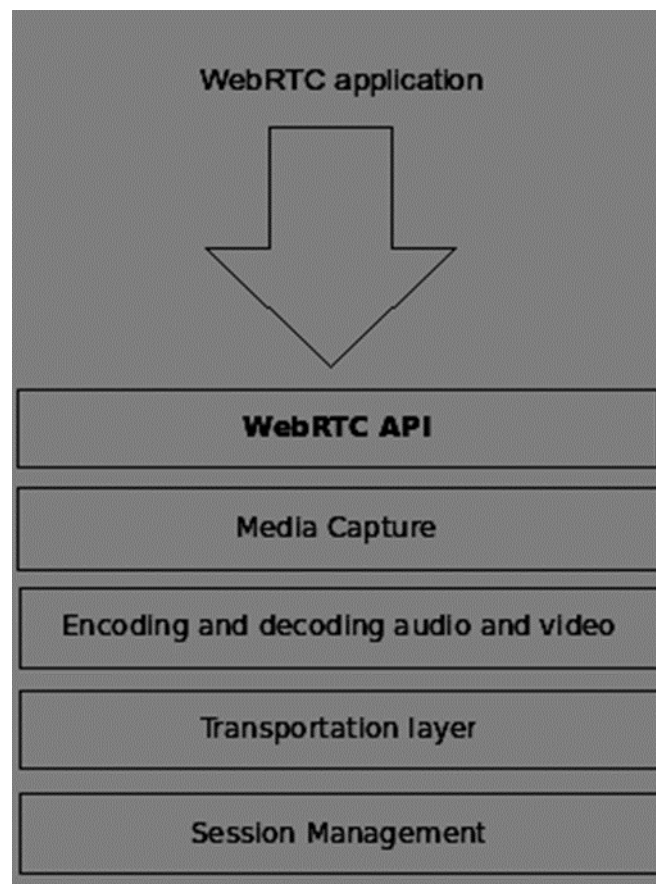 WebRTC application
WebRTC API
Media Capture
Encoding and decoding audio and video
Transportation layer
Session Management